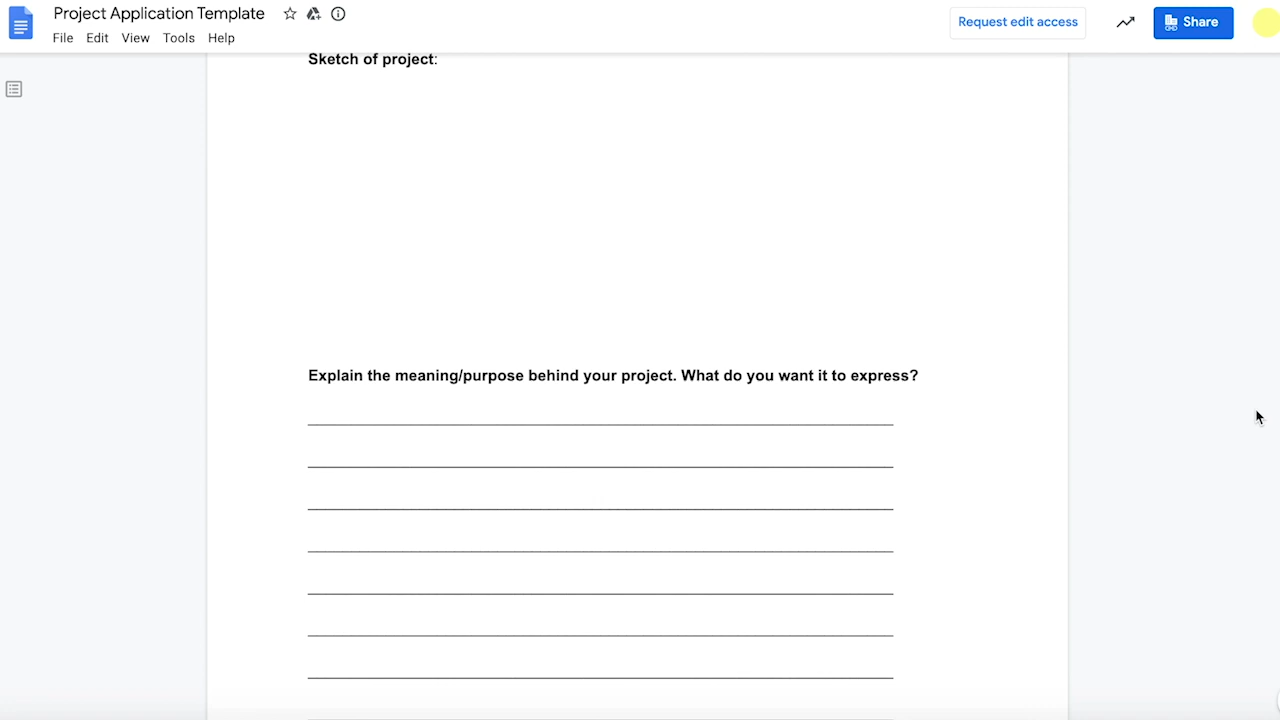 Project Application Template
Request edit access
Share
File Edit View Tools Help
Sketch of project:
Explain the meaning/purpose behind your project. What do you want it to express?